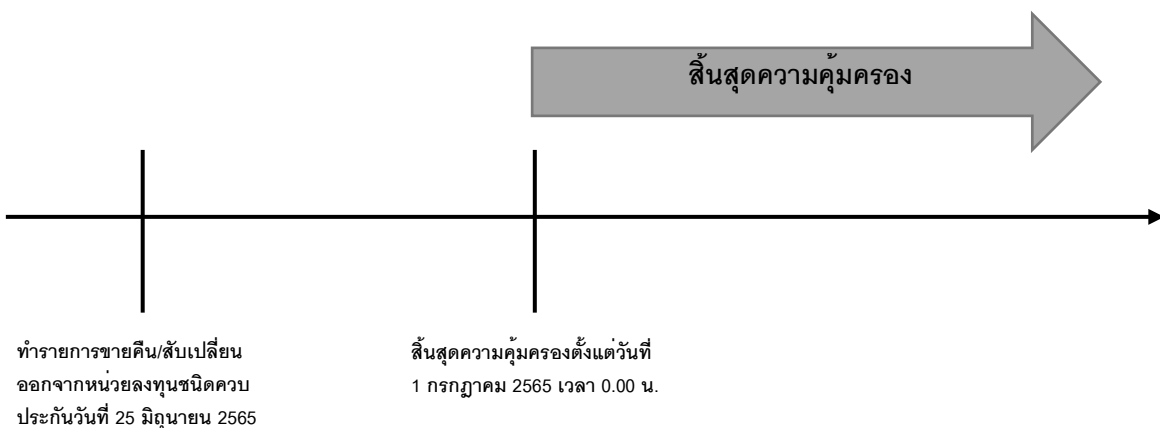 สิ้นสุดความคุ้มครอง
ทำรายการขายคืน/สับเปลี่ยน
ออกจากหน่วยลงทุนชนิดควบ
ประกันวันที่ 25 มิถุนายน 2565
สิ้นสุดความคุ้มครองตั้งแต่วันที่
1 กรกฎาคม 2565 เวลา 0.00 น.